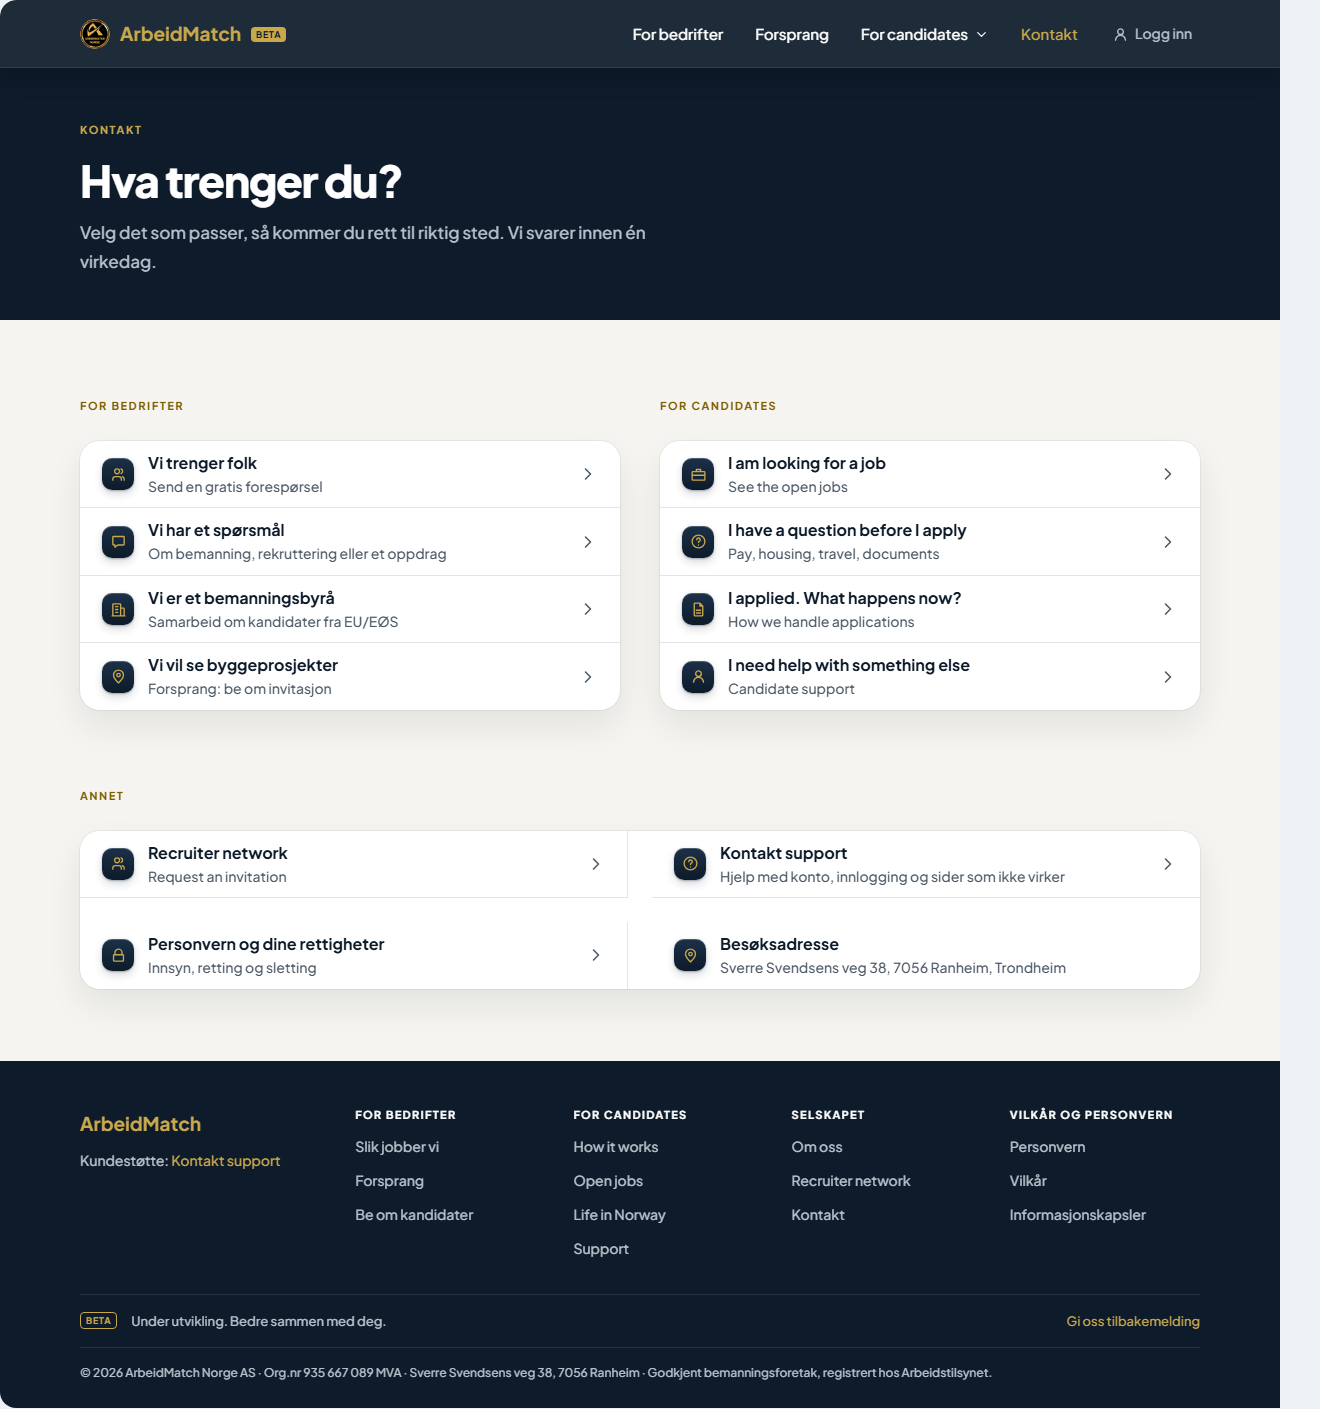 ArbeidMatch BETA
For bedrifter Forsprang For candidates Kontakt Logg inn
KONTAKT
Hva trenger du?
Velg det som passer, så kommer du rett til riktig sted. Vi svarer innen én
virkedag.
FOR BEDRIFTER
Vi trenger folk
Send en gratis forespørsel
Vi har et spørsmål
Om bemanning, rekruttering eller et oppdrag
Vi er et bemanningsbyrå
Samarbeid om kandidater fra EU/EØS
Vi vil se byggeprosjekter
Forsprang: be om invitasjon
FOR CANDIDATES
I am looking for a job
See the open jobs
I have a question before I apply
Pay, housing, travel, documents
I applied. What happens now?
How we handle applications
I need help with something else
Candidate support
ANNET
Recruiter network
Request an invitation
Kontakt support
Hjelp med konto, innlogging og sider som ikke virker
Personvern og dine rettigheter
Innsyn, retting og sletting
Besøksadresse
Sverre Svendsens veg 38, 7056 Ranheim, Trondheim
ArbeidMatch
Kundestøtte: Kontakt support
FOR BEDRIFTER
Slik jobber vi
Forsprang
Be om kandidater
FOR CANDIDATES
How it works
Open jobs
Life in Norway
Support
SELSKAPET
Om oss
Recruiter network
Kontakt
VILKÅR OG PERSONVERN
Personvern
Vilkår
Informasjonskapsler
BETA Under utvikling. Bedre sammen med deg.
Gi oss tilbakemelding
© 2026 ArbeidMatch Norge AS · Org.nr 935 667 089 MVA · Sverre Svendsens veg 38, 7056 Ranheim · Godkjent bemanningsforetak, registrert hos Arbeidstilsynet.